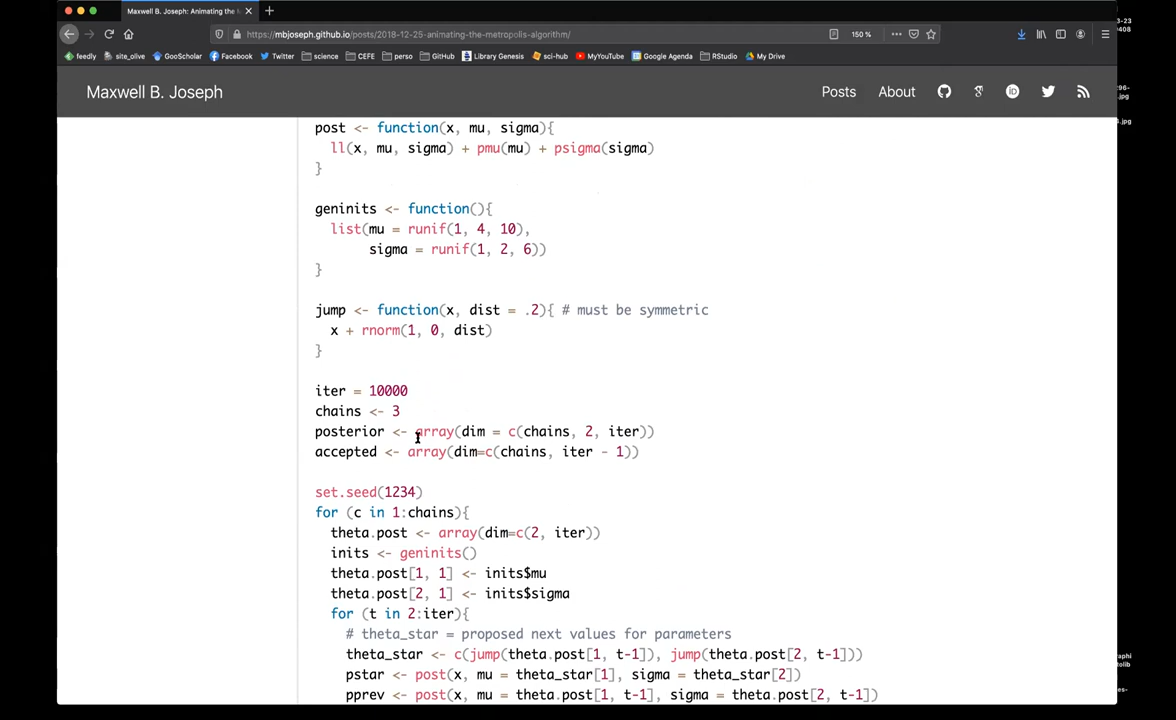 Maxwell B. Joseph: Animating the
https://mbjoseph.github.io/posts/2018-12-25-animating-the-metropolis-algorithm/
150 %
feedly site_olive GooScholar Facebook Twitter science CEFE perso GitHub Library Genesis sci-hub MyYouTube Google Agenda RStudio My Drive
Maxwell B. Joseph
Posts About
post <- function(x, mu, sigma){
ll(x, mu, sigma) + pmu(mu) + psigma(sigma)
}
geninits <- function(){
list(mu = runif(1, 4, 10),
sigma = runif(1, 2, 6))
}
jump <- function(x, dist = .2){ # must be symmetric
x + rnorm(1, 0, dist)
}
iter = 10000
chains <- 3
posterior <- array(dim = c(chains, 2, iter))
accepted <- array(dim=c(chains, iter - 1))
set.seed(1234)
for (c in 1:chains){
theta.post <- array(dim=c(2, iter))
inits <- geninits()
theta.post[1, 1] <- inits$mu
theta.post[2, 1] <- inits$sigma
for (t in 2:iter){
# theta_star = proposed next values for parameters
theta_star <- c(jump(theta.post[1, t-1]), jump(theta.post[2, t-1]))
pstar <- post(x, mu = theta_star[1], sigma = theta_star[2])
pprev <- post(x, mu = theta.post[1, t-1], sigma = theta.post[2, t-1])